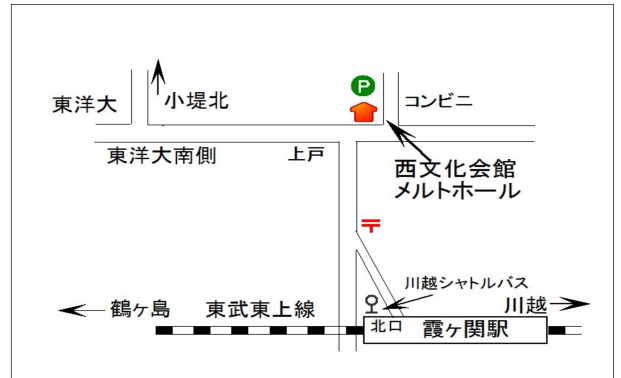 東洋大
小堤北
P
コンビニ
東洋大南側
上戸
西文化会館
メルトホール
〒
川越シャトルバス
鶴ヶ島
東武東上線
川越
北口
霞ヶ関駅